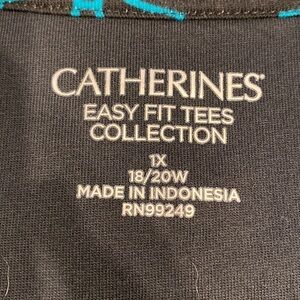 CATHERINES®
EASY FIT TEES
COLLECTION
1X
18/20W
MADE IN INDONESIA
RN99249